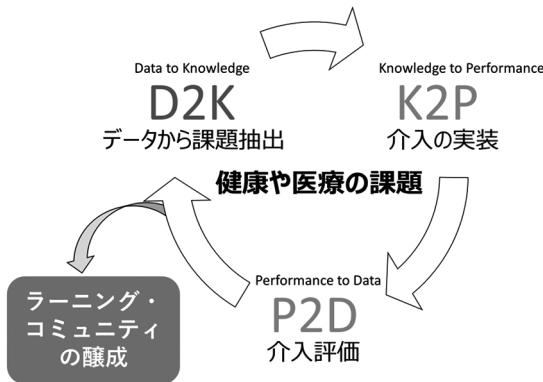 Data to Knowledge
D2K
データから課題抽出
Knowledge to Performance
K2P
介入の実装
健康や医療の課題
Performance to Data
P2D
介入評価
ラーニング・
コミュニティ
の醸成